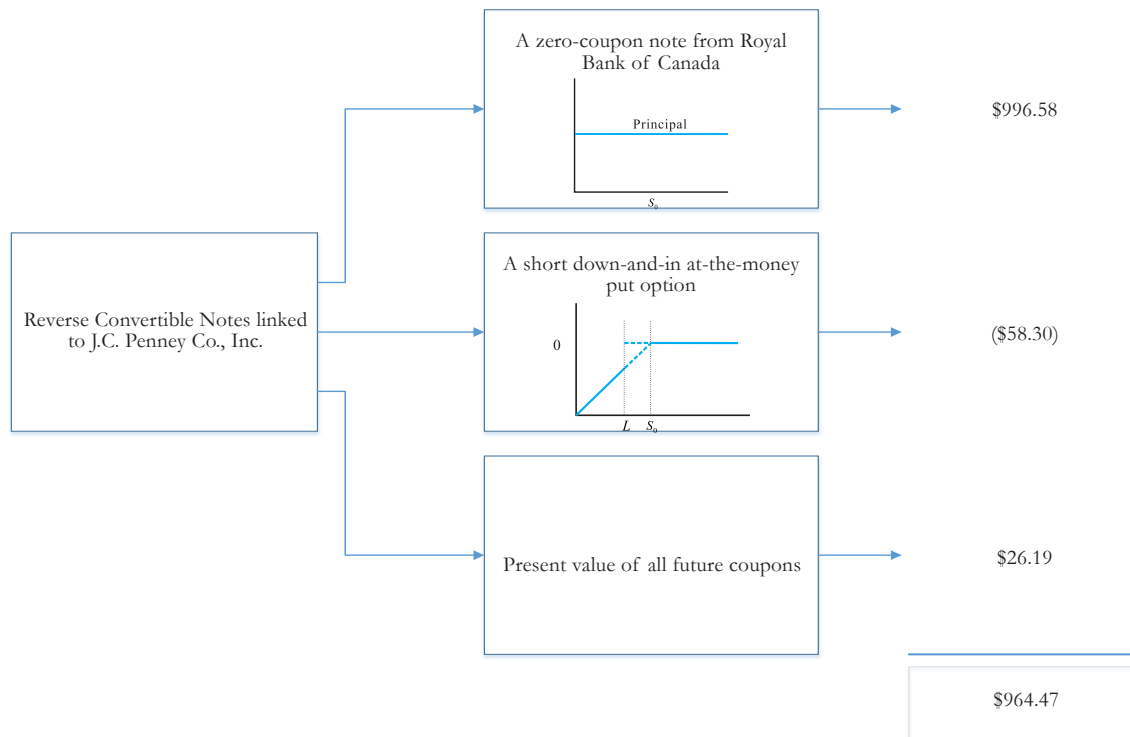 A zero-coupon note from Royal
Bank of Canada
Principal
S₀
$996.58
Reverse Convertible Notes linked
to J.C. Penney Co., Inc.
A short down-and-in at-the-money
put option
0
L S₀
($58.30)
Present value of all future coupons
$26.19
$964.47